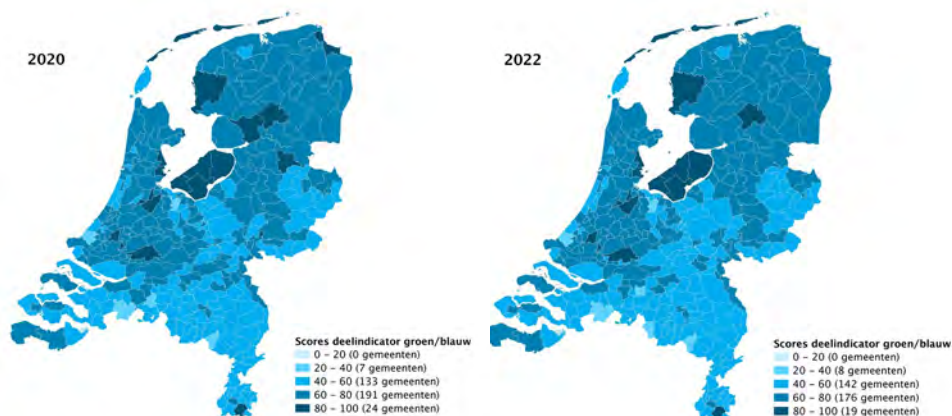 2020
Scores deelindicator groen/blauw
0 – 20 (0 gemeenten)
20 – 40 (7 gemeenten)
40 – 60 (133 gemeenten)
60 – 80 (191 gemeenten)
80 – 100 (24 gemeenten)
2022
Scores deelindicator groen/blauw
0 – 20 (0 gemeenten)
20 – 40 (8 gemeenten)
40 – 60 (142 gemeenten)
60 – 80 (176 gemeenten)
80 – 100 (19 gemeenten)